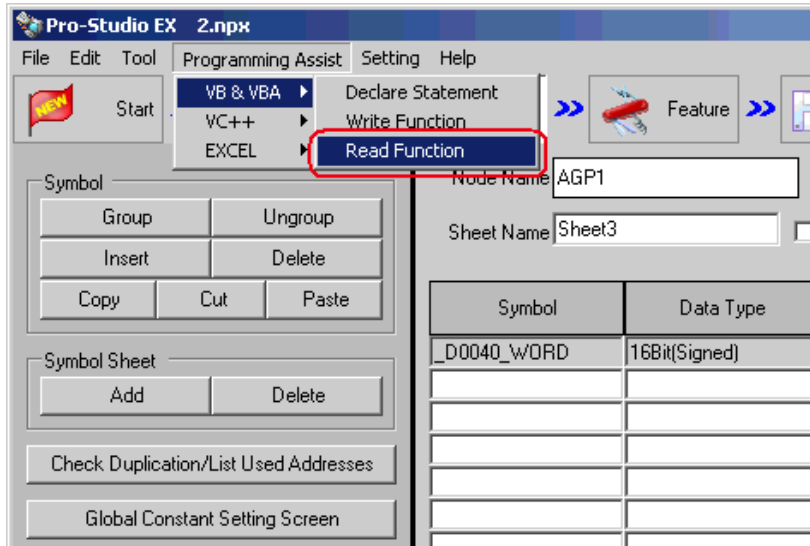 Pro-Studio EX 2.npx
File Edit Tool Programming Assist Setting Help
NEW Start VB & VBA Declare Statement Feature
VC++ Write Function
EXCEL Read Function
Symbol
Node Name AGP1
Group Ungroup
Sheet Name Sheet3
Insert Delete
Copy Cut Paste
Symbol Data Type
_D0040_WORD 16Bit(Signed)
Symbol Sheet
Add Delete
Check Duplication/List Used Addresses
Global Constant Setting Screen